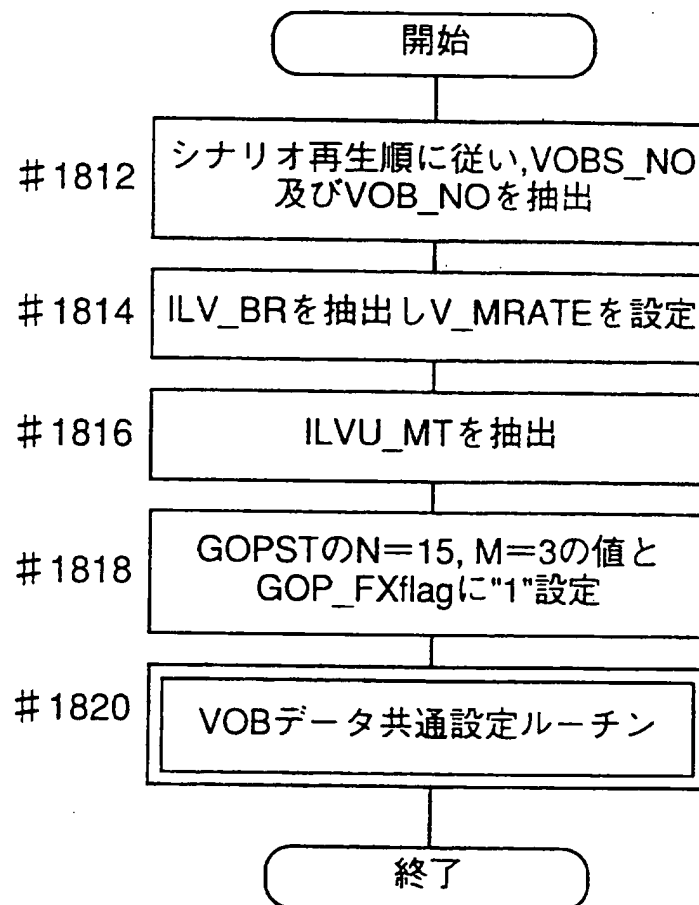 開始
#1812
シナリオ再生順に従い,VOBS_NO
及びVOB_NOを抽出
#1814
ILV_BRを抽出しV_MRATEを設定
#1816
ILVU_MTを抽出
#1818
GOPSTのN=15, M=3の値と
GOP_FXflagに"1"設定
#1820
VOBデータ共通設定ルーチン
終了